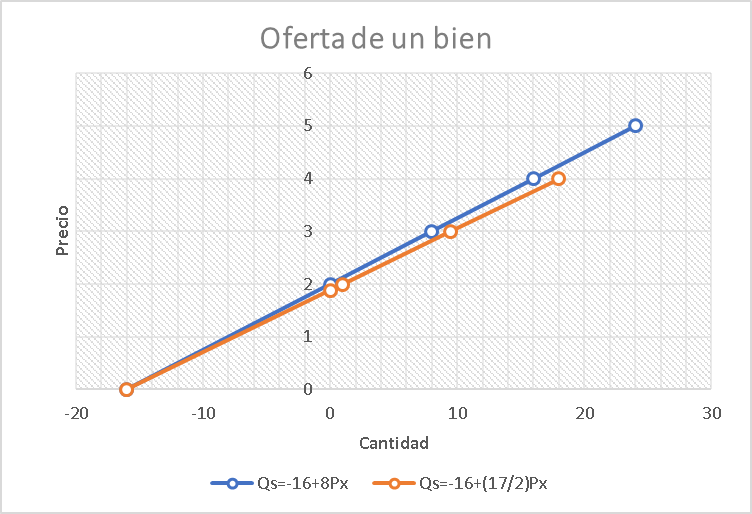 Oferta de un bien
6
5
4
3
2
1
0
-20 -10 0 10 20 30
Precio
Cantidad
Qs=-16+8Px Qs=-16+(17/2)Px